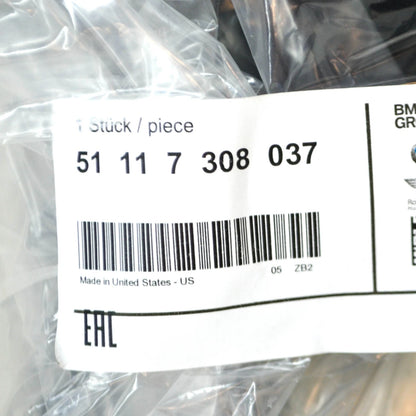 1 Stück / piece
51 11 7 308 037
05 ZB2
Made in United States - US
EAC
BM
GR